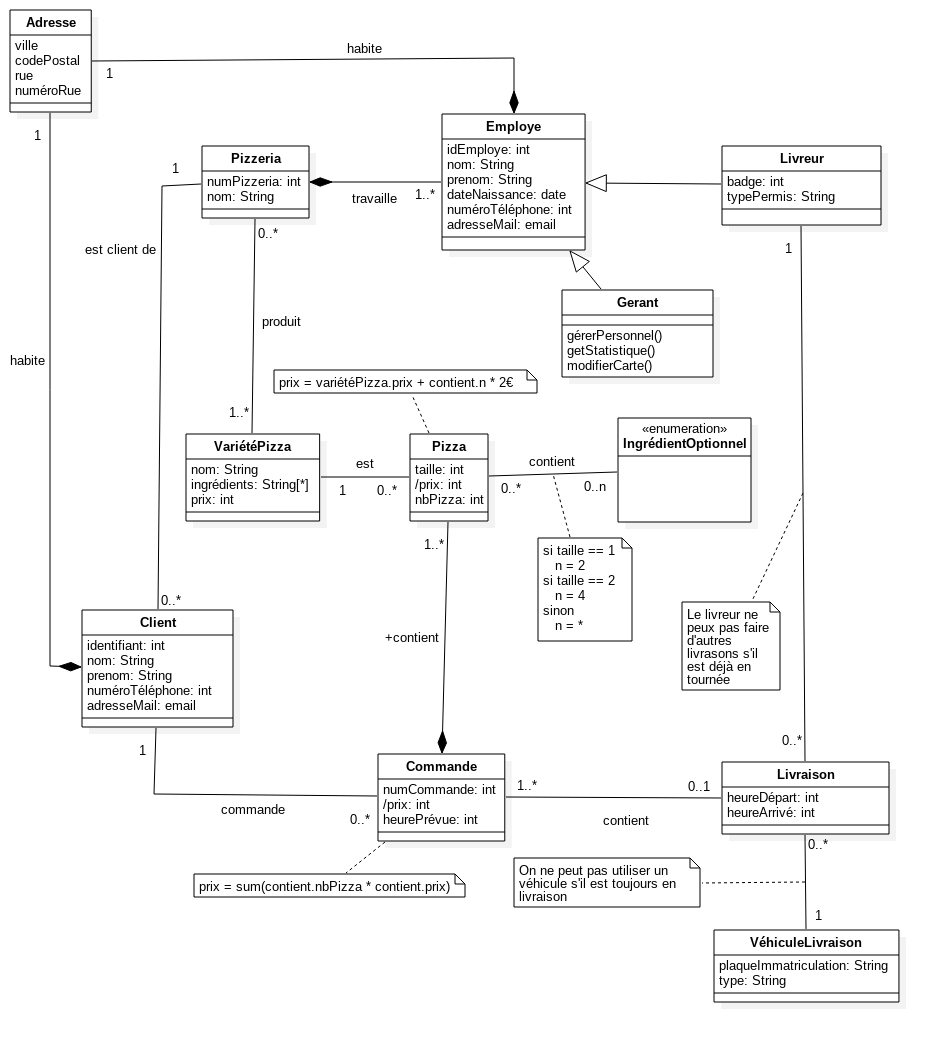 Adresse
ville
codePostal
rue
numéroRue
habite
1
1
Employe
idEmploye: int
nom: String
prenom: String
dateNaissance: date
numéroTéléphone: int
adresseMail: email
Pizzeria
numPizzeria: int
nom: String
1
travaille
1..*
Livreur
badge: int
typePermis: String
1
0..*
est client de
produit
Gerant
gérerPersonnel()
getStatistique()
modifierCarte()
habite
prix = variétéPizza.prix + contient.n * 2€
1..*
VariétéPizza
nom: String
ingrédients: String[*]
prix: int
est
1
0..*
Pizza
taille: int
/prix: int
nbPizza: int
contient
0..*
0..n
«enumeration»
IngrédientOptionnel
1..*
si taille == 1
n = 2
si taille == 2
n = 4
sinon
n = *
0..*
Client
identifiant: int
nom: String
prenom: String
numéroTéléphone: int
adresseMail: email
+contient
Le livreur ne
peux pas faire
d'autres
livrasons s'il
est déjà en
tournée
1
0..*
Commande
numCommande: int
/prix: int
heurePrévue: int
commande
0..*
1..*
0..1
contient
Livraison
heureDépart: int
heureArrivé: int
0..*
prix = sum(contient.nbPizza * contient.prix)
On ne peut pas utiliser un
véhicule s'il est toujours en
livraison
1
VéhiculeLivraison
plaqueImmatriculation: String
type: String